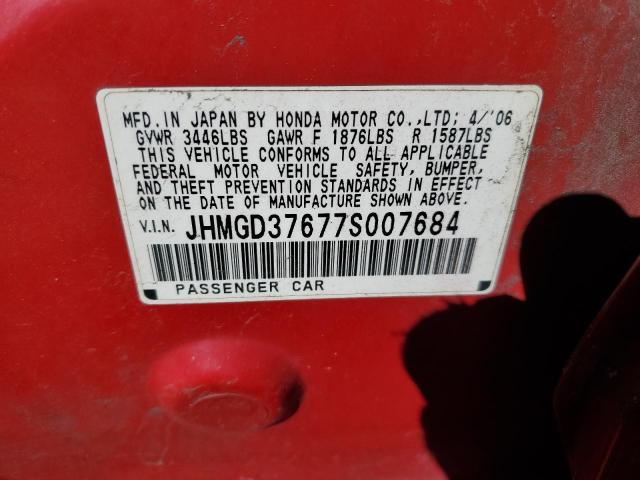 MFD.IN JAPAN BY HONDA MOTOR CO.,LTD; 4/'06
GVWR 3446LBS GAWR F 1876LBS R 1587LBS
THIS VEHICLE CONFORMS TO ALL APPLICABLE
FEDERAL MOTOR VEHICLE SAFETY, BUMPER,
AND THEFT PREVENTION STANDARDS IN EFFECT
ON THE DATE OF MANUFACTURE SHOWN ABOVE.
V.I.N. JHMGD37677S007684
PASSENGER CAR